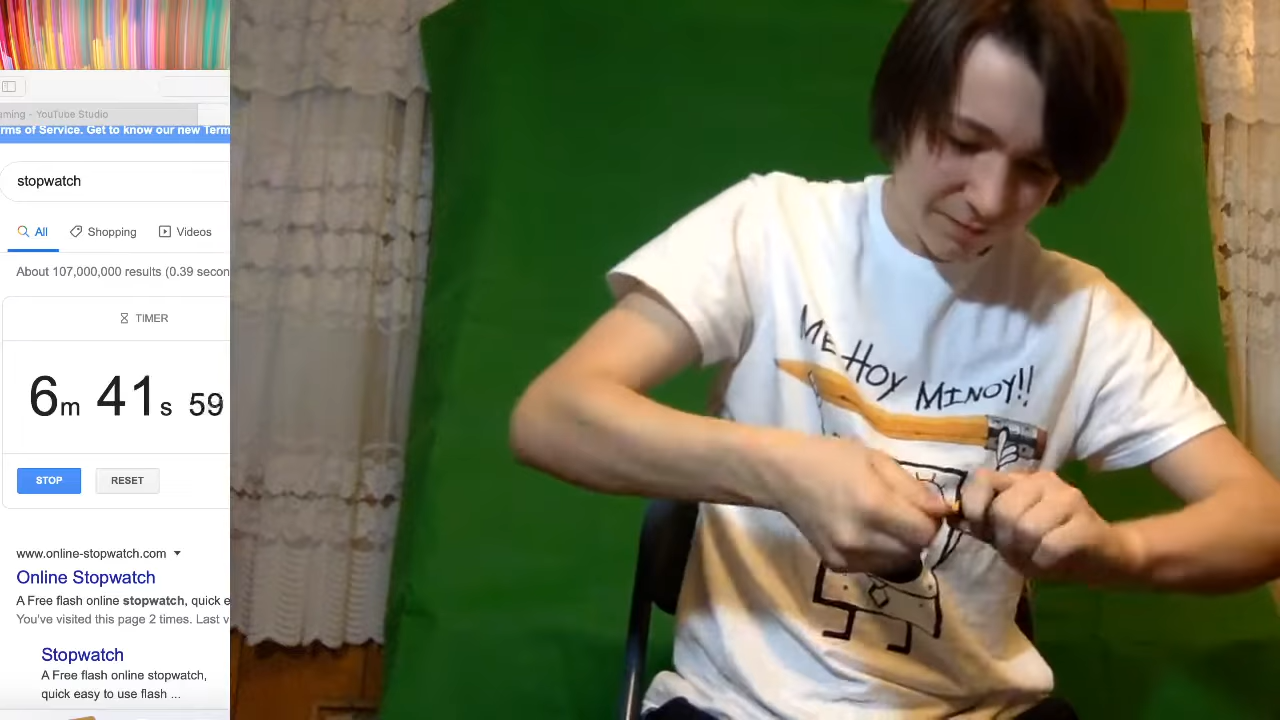 aming - YouTube Studio
rms of Service. Get to know our new Term
stopwatch
All Shopping Videos
About 107,000,000 results (0.39 secon
TIMER
6m 41s 59
STOP RESET
www.online-stopwatch.com
Online Stopwatch
A Free flash online stopwatch, quick e
You've visited this page 2 times. Last v
Stopwatch
A Free flash online stopwatch,
quick easy to use flash ...
ME HOY MINOY!!